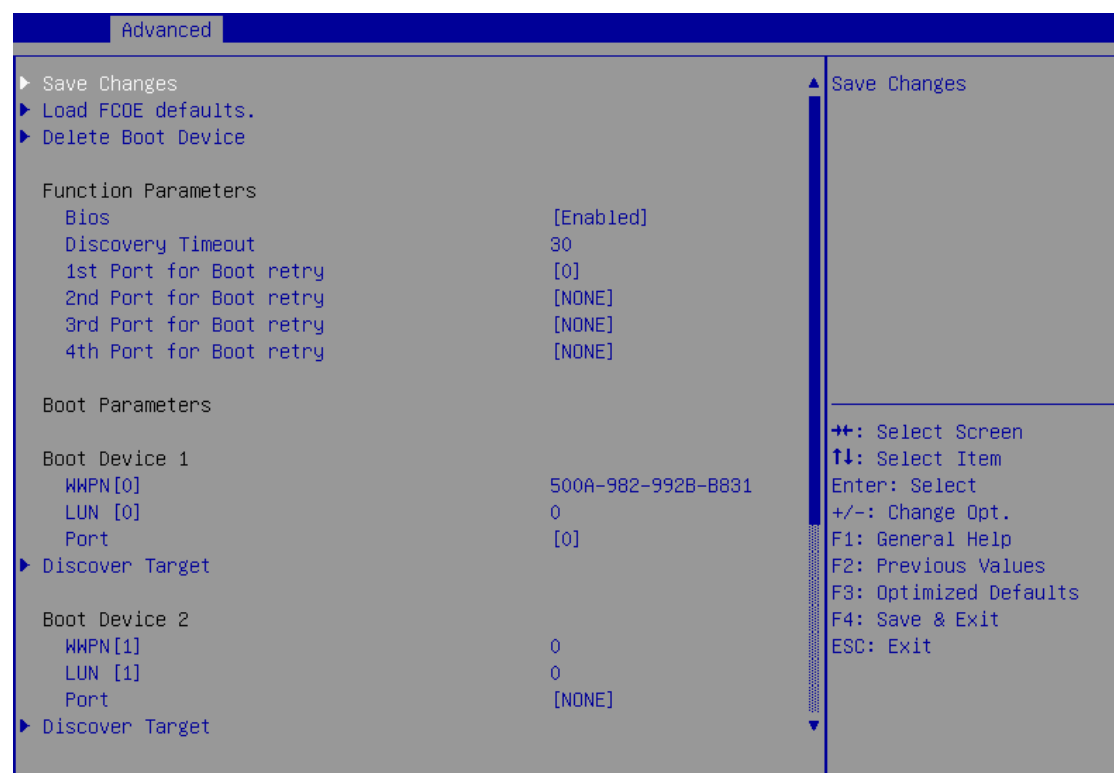 Advanced
Save Changes
Load FCOE defaults.
Delete Boot Device
Function Parameters
Bios [Enabled]
Discovery Timeout 30
1st Port for Boot retry [0]
2nd Port for Boot retry [NONE]
3rd Port for Boot retry [NONE]
4th Port for Boot retry [NONE]
Boot Parameters
Boot Device 1
WWPN[0] 500A-982-992B-B831
LUN [0] 0
Port [0]
Discover Target
Boot Device 2
WWPN[1] 0
LUN [1] 0
Port [NONE]
Discover Target
Save Changes
→←: Select Screen
↑↓: Select Item
Enter: Select
+/-: Change Opt.
F1: General Help
F2: Previous Values
F3: Optimized Defaults
F4: Save & Exit
ESC: Exit